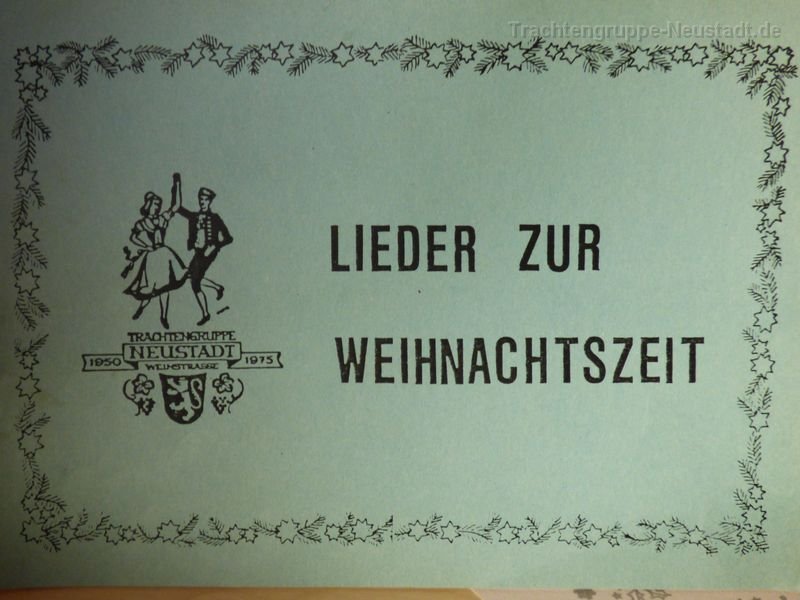 Trachtengruppe-Neustadt.de
LIEDER ZUR
WEIHNACHTSZEIT
TRACHTENGRUPPE
1950 NEUSTADT 1975
WEINSTRASSE